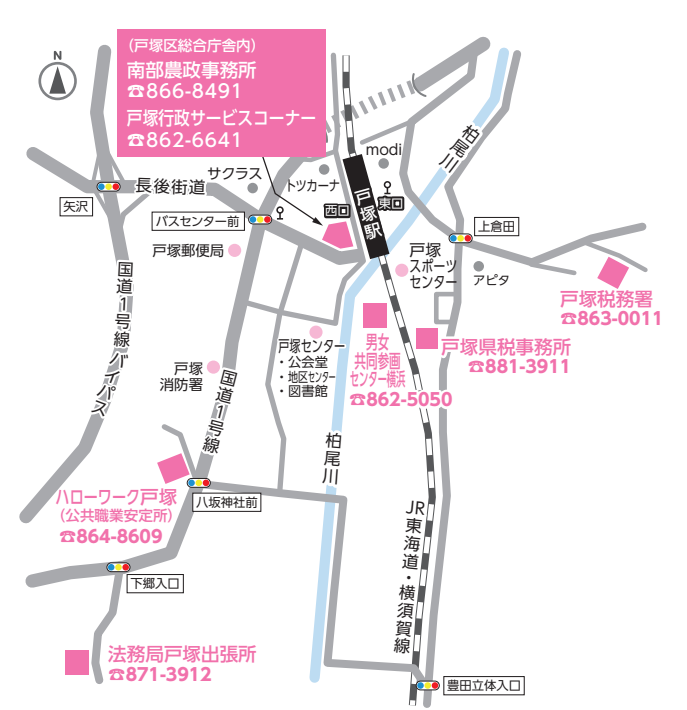 N
（戸塚区総合庁舎内）
南部農政事務所
☎866-8491
戸塚行政サービスコーナー
☎862-6641
柏尾川
modi
サクラス
トツカーナ
長後街道
矢沢
バスセンター前
西口
戸塚駅
東口
上倉田
戸塚郵便局
戸塚
スポーツ
センター
アピタ
国道1号線バイパス
戸塚税務署
☎863-0011
戸塚センター
・公会堂
・地区センター
・図書館
男女
共同参画
センター横浜
☎862-5050
戸塚県税事務所
☎881-3911
戸塚
消防署
国道1号線
柏尾川
ハローワーク戸塚
（公共職業安定所）
☎864-8609
八坂神社前
JR東海道・横須賀線
下郷入口
法務局戸塚出張所
☎871-3912
豊田立体入口